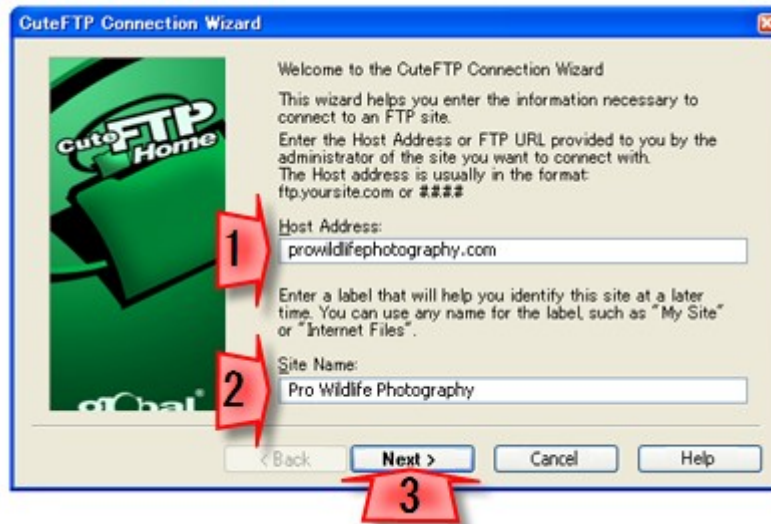 CuteFTP Connection Wizard
cuteFTP
Home
Welcome to the CuteFTP Connection Wizard
This wizard helps you enter the information necessary to
connect to an FTP site.
Enter the Host Address or FTP URL provided to you by the
administrator of the site you want to connect with.
The Host address is usually in the format:
ftp.yoursite.com or #.#.#.#
1
Host Address:
prowildlifephotography.com
Enter a label that will help you identify this site at a later
time. You can use any name for the label, such as "My Site"
or "Internet Files".
2
Site Name:
Pro Wildlife Photography
< Back
Next >
Cancel
Help
3